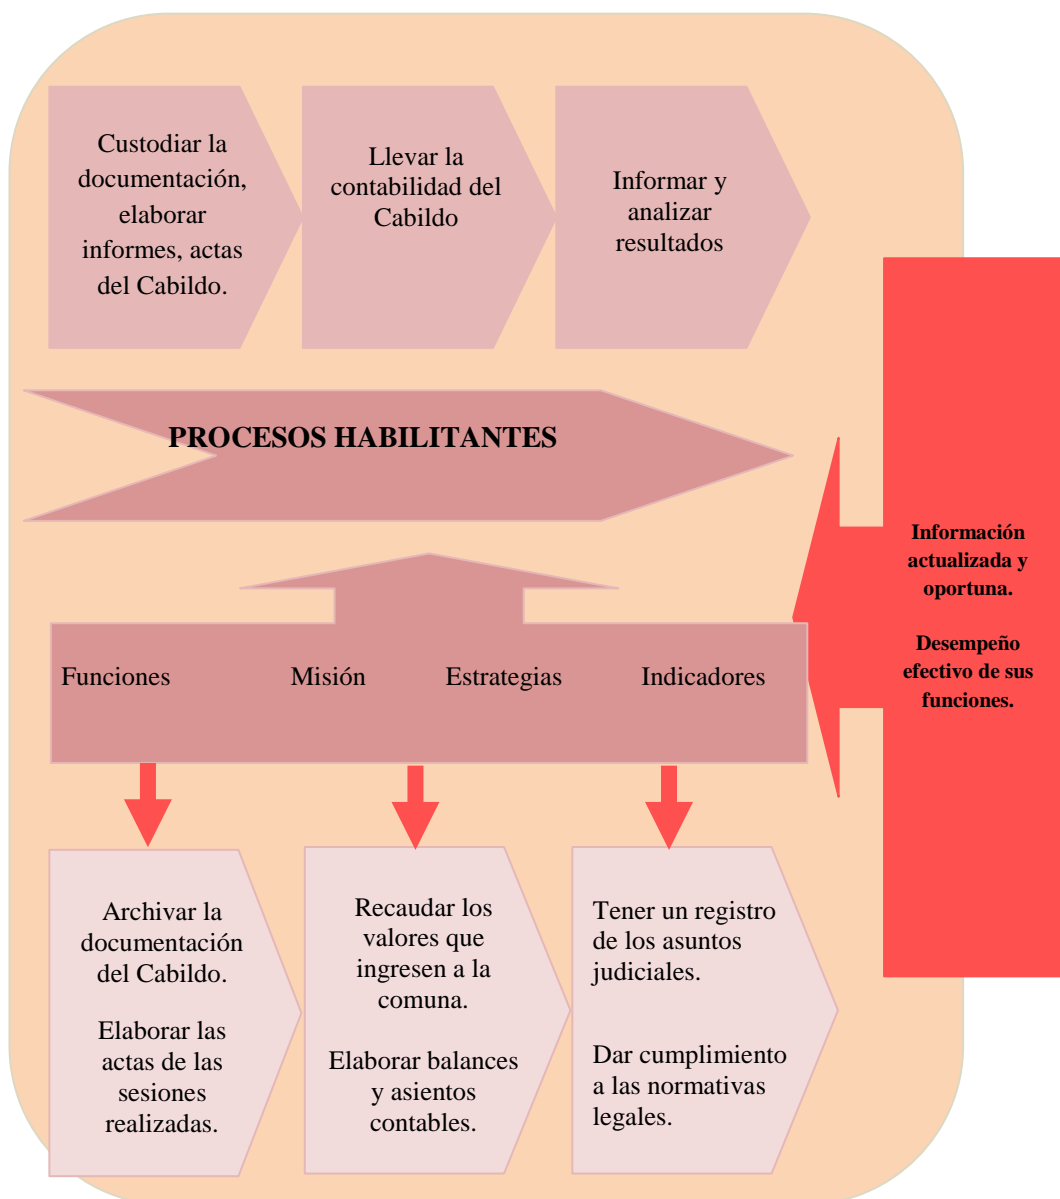 Custodiar la
documentación,
elaborar
informes, actas
del Cabildo.
Llevar la
contabilidad del
Cabildo
Informar y
analizar
resultados
PROCESOS HABILITANTES
Información
actualizada y
oportuna.
Desempeño
efectivo de sus
funciones.
Funciones Misión Estrategias Indicadores
Archivar la
documentación
del Cabildo.
Elaborar las
actas de las
sesiones
realizadas.
Recaudar los
valores que
ingresen a la
comuna.
Elaborar balances
y asientos
contables.
Tener un registro
de los asuntos
judiciales.
Dar cumplimiento
a las normativas
legales.